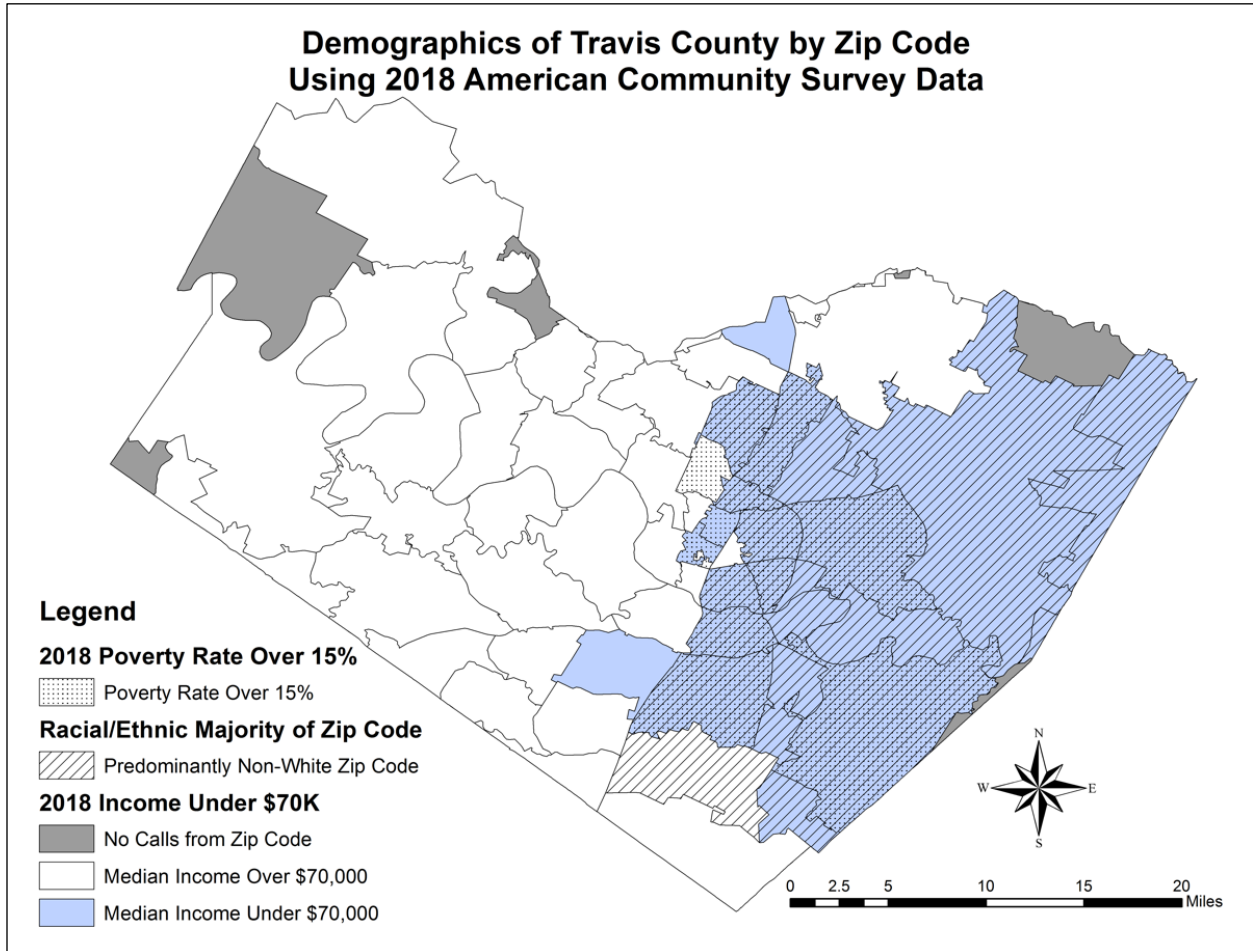 Demographics of Travis County by Zip Code
Using 2018 American Community Survey Data
Legend
2018 Poverty Rate Over 15%
Poverty Rate Over 15%
Racial/Ethnic Majority of Zip Code
Predominantly Non-White Zip Code
2018 Income Under $70K
No Calls from Zip Code
Median Income Over $70,000
Median Income Under $70,000
N
W E
S
0 2.5 5 10 15 20
Miles